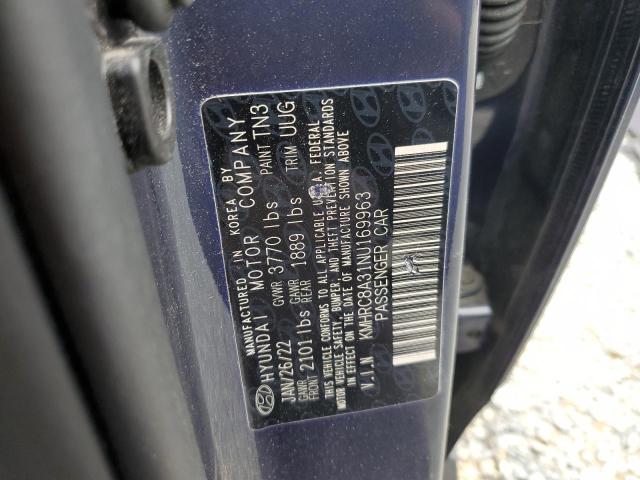 MANUFACTURED IN KOREA BY
HYUNDAI MOTOR COMPANY
JAN/26/22 GVWR 3770 lbs PAINT TN3
GAWR FRONT 2101 lbs GAWR REAR 1889 lbs TRIM UUG
THIS VEHICLE CONFORMS TO ALL APPLICABLE U.S.A. FEDERAL
MOTOR VEHICLE SAFETY, BUMPER, AND THEFT PREVENTION STANDARDS
IN EFFECT ON THE DATE OF MANUFACTURE SHOWN ABOVE
V.I.N. KMHRC8A31NU169963
PASSENGER CAR